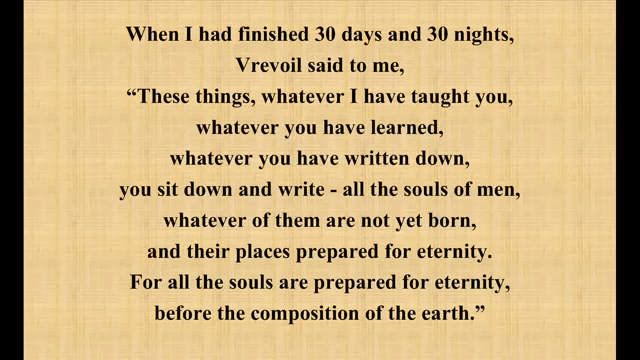 When I had finished 30 days and 30 nights,
Vrevoil said to me,
“These things, whatever I have taught you,
whatever you have learned,
whatever you have written down,
you sit down and write - all the souls of men,
whatever of them are not yet born,
and their places prepared for eternity.
For all the souls are prepared for eternity,
before the composition of the earth.”